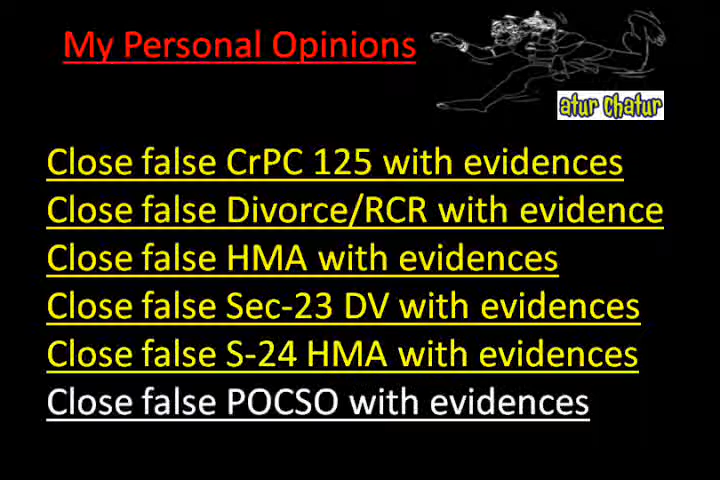 My Personal Opinions
atur chatur
Close false CrPC 125 with evidences
Close false Divorce/RCR with evidence
Close false HMA with evidences
Close false Sec-23 DV with evidences
Close false S-24 HMA with evidences
Close false POCSO with evidences